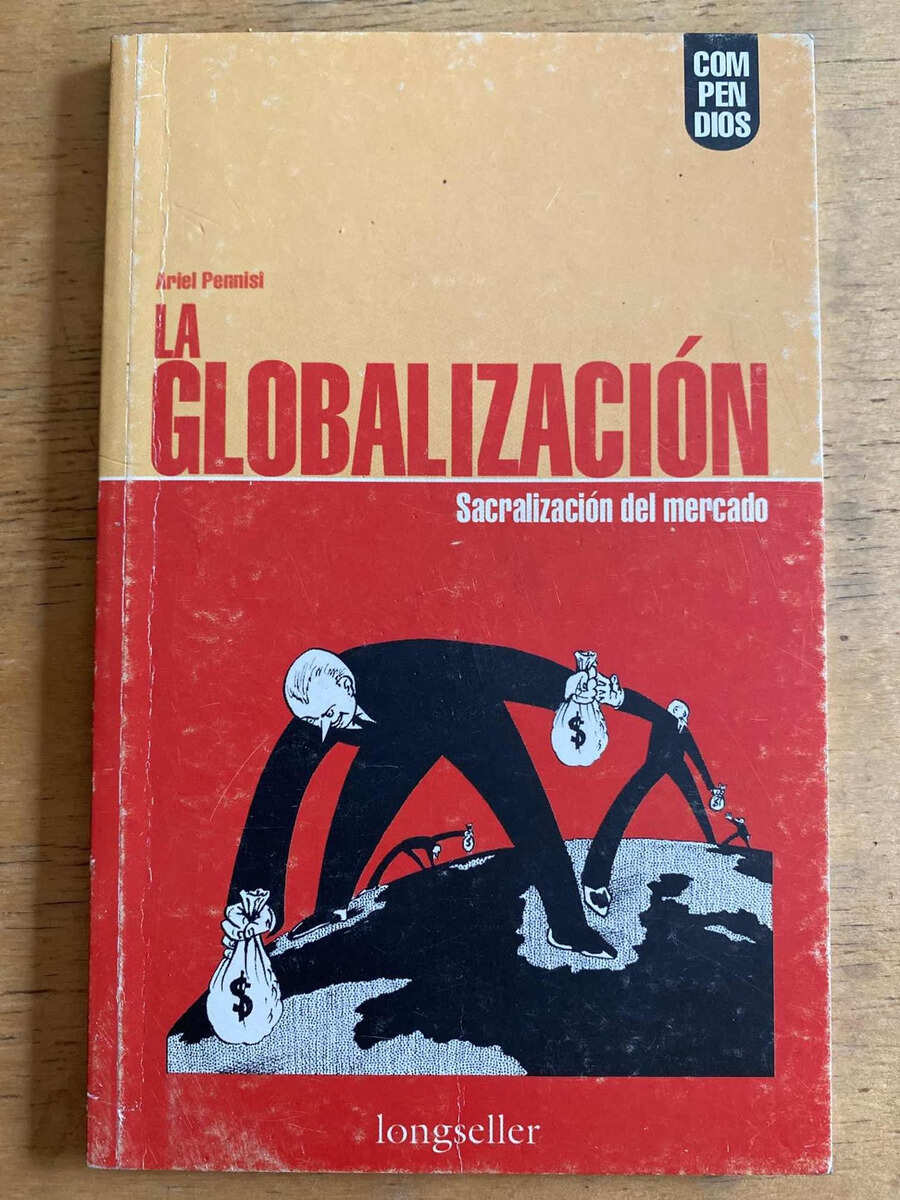 COM
PEN
DIOS
Ariel Pennisi
LA
GLOBALIZACIÓN
Sacralización del mercado
$
$
$
$
longseller